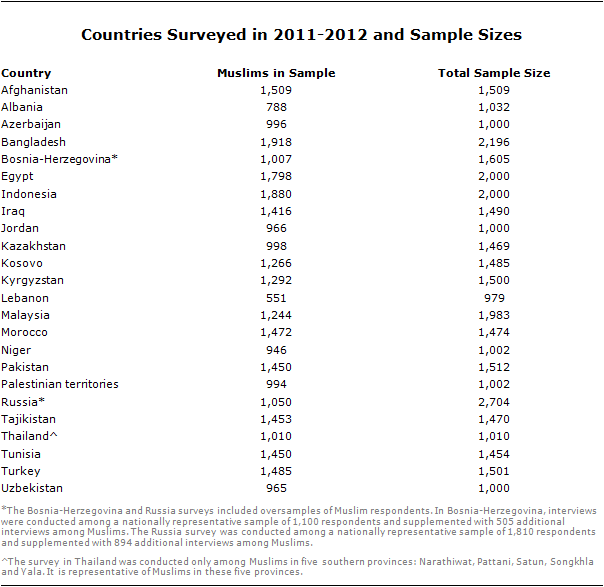 Countries Surveyed in 2011-2012 and Sample Sizes
Country Muslims in Sample Total Sample Size
Afghanistan 1,509 1,509
Albania 788 1,032
Azerbaijan 996 1,000
Bangladesh 1,918 2,196
Bosnia-Herzegovina* 1,007 1,605
Egypt 1,798 2,000
Indonesia 1,880 2,000
Iraq 1,416 1,490
Jordan 966 1,000
Kazakhstan 998 1,469
Kosovo 1,266 1,485
Kyrgyzstan 1,292 1,500
Lebanon 551 979
Malaysia 1,244 1,983
Morocco 1,472 1,474
Niger 946 1,002
Pakistan 1,450 1,512
Palestinian territories 994 1,002
Russia* 1,050 2,704
Tajikistan 1,453 1,470
Thailand^ 1,010 1,010
Tunisia 1,450 1,454
Turkey 1,485 1,501
Uzbekistan 965 1,000
*The Bosnia-Herzegovina and Russia surveys included oversamples of Muslim respondents. In Bosnia-Herzegovina, interviews
were conducted among a nationally representative sample of 1,100 respondents and supplemented with 505 additional
interviews among Muslims. The Russia survey was conducted among a nationally representative sample of 1,810 respondents
and supplemented with 894 additional interviews among Muslims.
^The survey in Thailand was conducted only among Muslims in five southern provinces: Narathiwat, Pattani, Satun, Songkhla
and Yala. It is representative of Muslims in these five provinces.